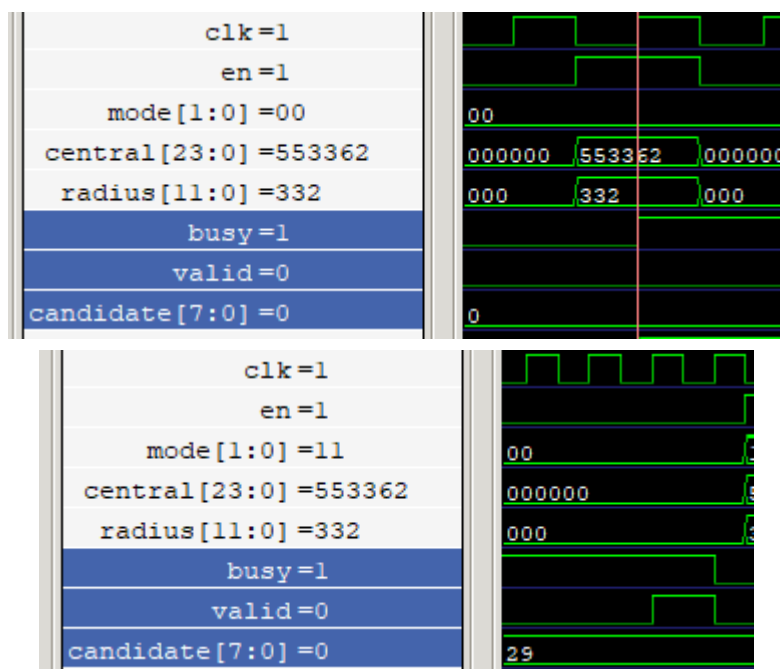 clk=1
en=1
mode[1:0]=00 00
central[23:0]=553362 000000 553362 000000
radius[11:0]=332 000 332 000
busy=1
valid=0
candidate[7:0]=0 0
clk=1
en=1
mode[1:0]=11 00
central[23:0]=553362 000000
radius[11:0]=332 000
busy=1
valid=0
candidate[7:0]=0 29